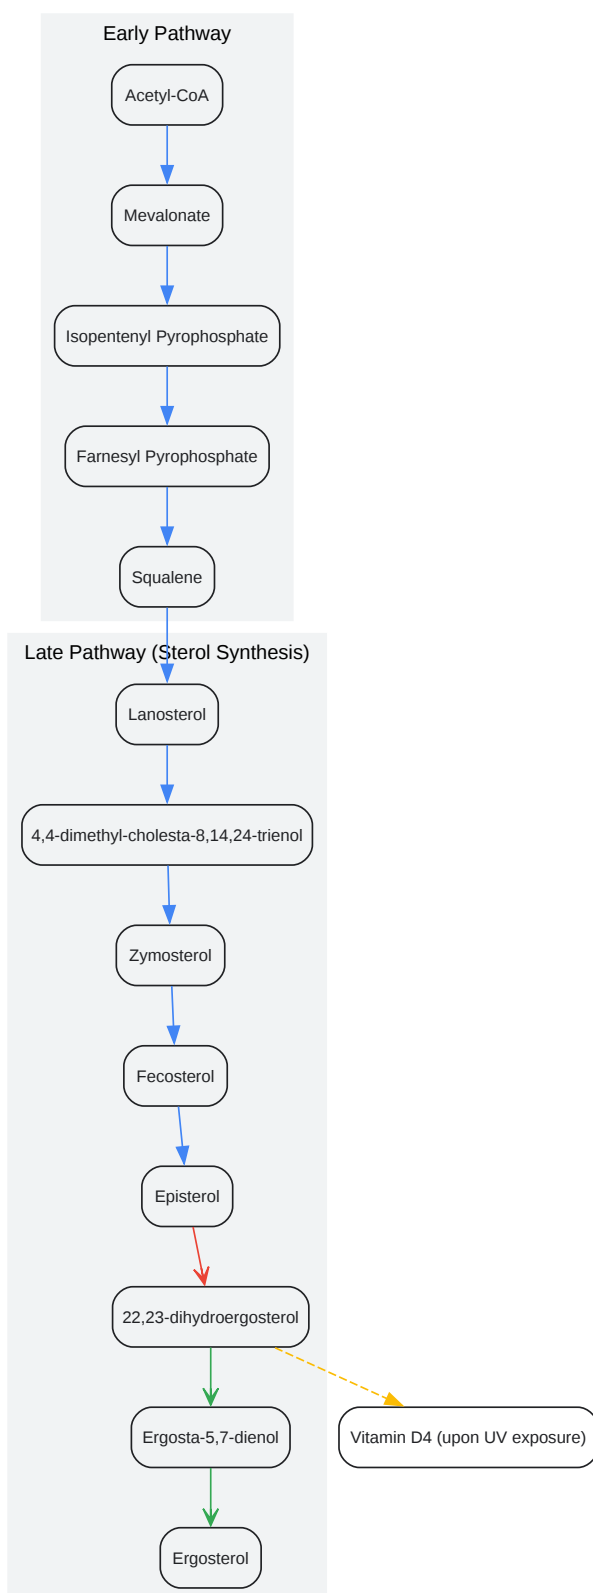 Early Pathway
Acetyl-CoA
Mevalonate
Isopentenyl Pyrophosphate
Farnesyl Pyrophosphate
Squalene
Late Pathway (Sterol Synthesis)
Lanosterol
4,4-dimethyl-cholesta-8,14,24-trienol
Zymosterol
Fecosterol
Episterol
22,23-dihydroergosterol
Ergosta-5,7-dienol
Vitamin D4 (upon UV exposure)
Ergosterol